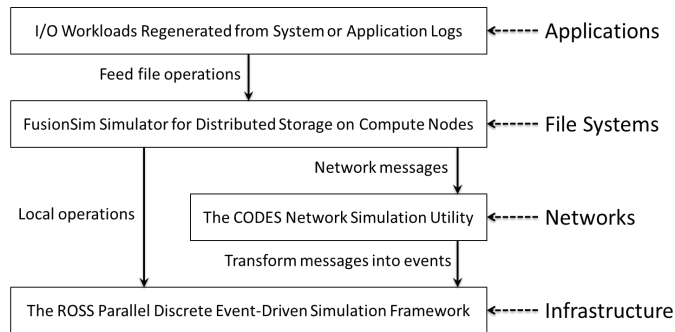 I/O Workloads Regenerated from System or Application Logs
Applications
Feed file operations
FusionSim Simulator for Distributed Storage on Compute Nodes
File Systems
Network messages
Local operations
The CODES Network Simulation Utility
Networks
Transform messages into events
The ROSS Parallel Discrete Event-Driven Simulation Framework
Infrastructure